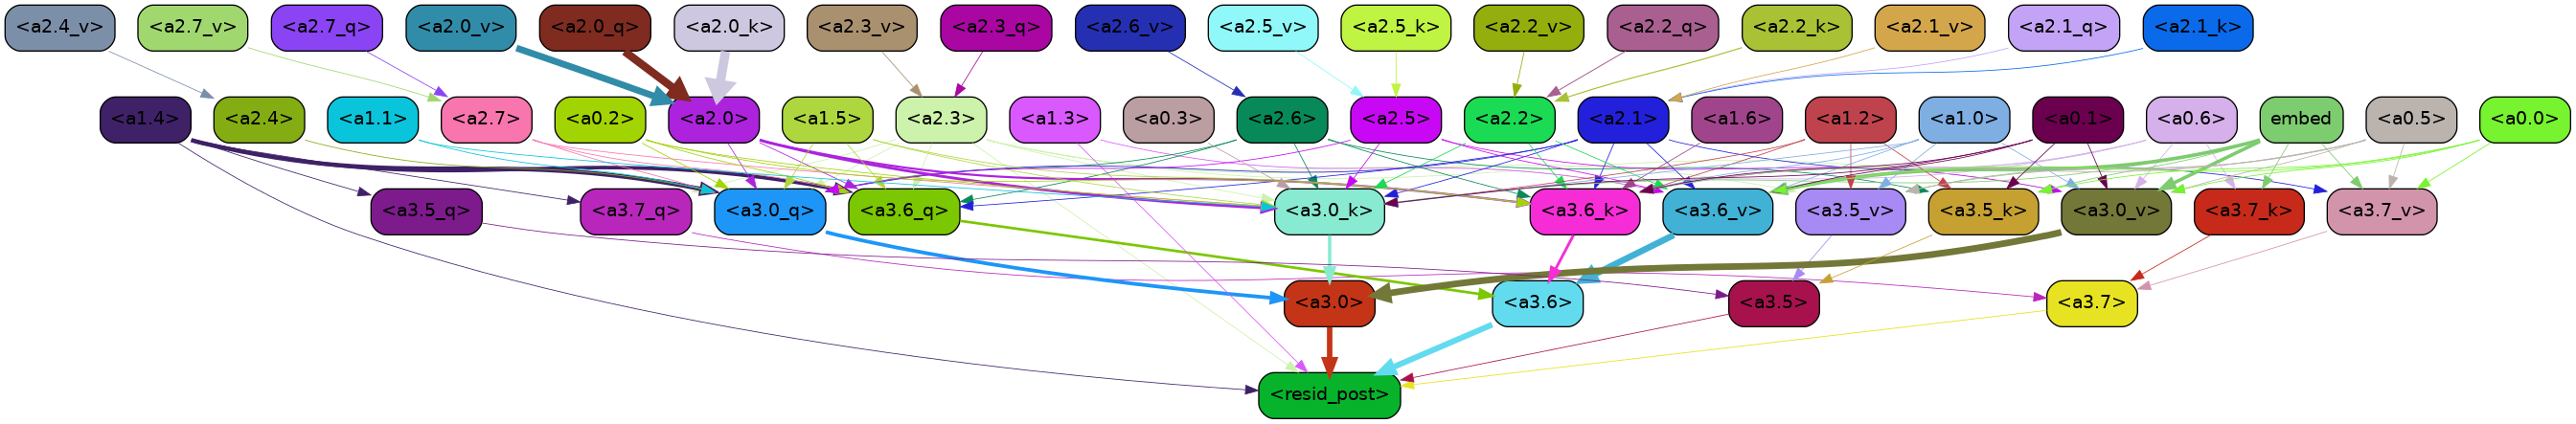 <a2.4_v> <a2.7_v> <a2.7_q> <a2.0_v> <a2.0_q> <a2.0_k> <a2.3_v> <a2.3_q> <a2.6_v> <a2.5_v> <a2.5_k> <a2.2_v> <a2.2_q> <a2.2_k> <a2.1_v> <a2.1_q> <a2.1_k>
<a1.4> <a2.4> <a1.1> <a2.7> <a0.2> <a2.0> <a1.5> <a2.3> <a1.3> <a0.3> <a2.6> <a2.5> <a2.2> <a2.1> <a1.6> <a1.2> <a1.0> <a0.1> <a0.6> embed <a0.5> <a0.0>
<a3.5_q> <a3.7_q> <a3.0_q> <a3.6_q> <a3.0_k> <a3.6_k> <a3.6_v> <a3.5_v> <a3.5_k> <a3.0_v> <a3.7_k> <a3.7_v>
<a3.0> <a3.6> <a3.5> <a3.7>
<resid_post>